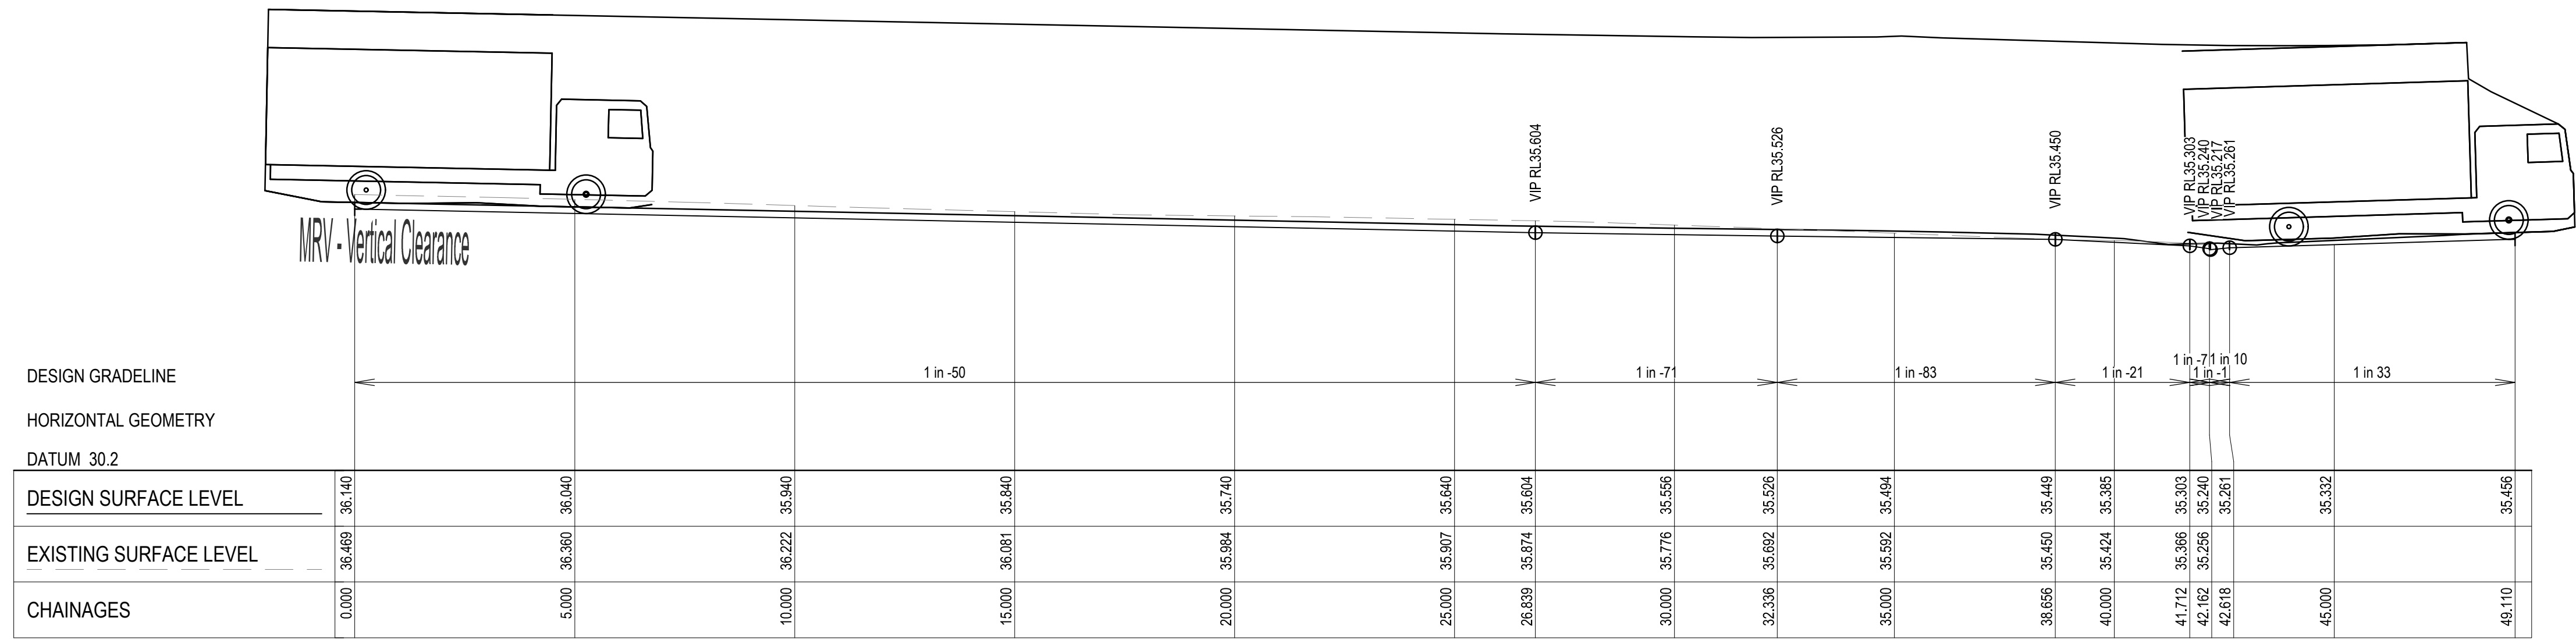 VIP RL35.604
VIP RL35.526
VIP RL35.450
VIP RL35.303
VIP RL35.240
VIP RL35.217
VIP RL35.261
MRV - Vertical Clearance
DESIGN GRADELINE 1 in -50 1 in -71 1 in -83 1 in -21 1 in -7 1 in -1 1 in 10 1 in 33
HORIZONTAL GEOMETRY
DATUM 30.2
DESIGN SURFACE LEVEL 36.140 36.040 35.940 35.840 35.740 35.640 35.604 35.556 35.526 35.494 35.449 35.385 35.303 35.240 35.261 35.332 35.456
EXISTING SURFACE LEVEL 36.469 36.360 36.222 36.081 35.984 35.907 35.874 35.776 35.692 35.592 35.450 35.424 35.366 35.256
CHAINAGES 0.000 5.000 10.000 15.000 20.000 25.000 26.839 30.000 32.336 35.000 38.656 40.000 41.712 42.162 42.618 45.000 49.110